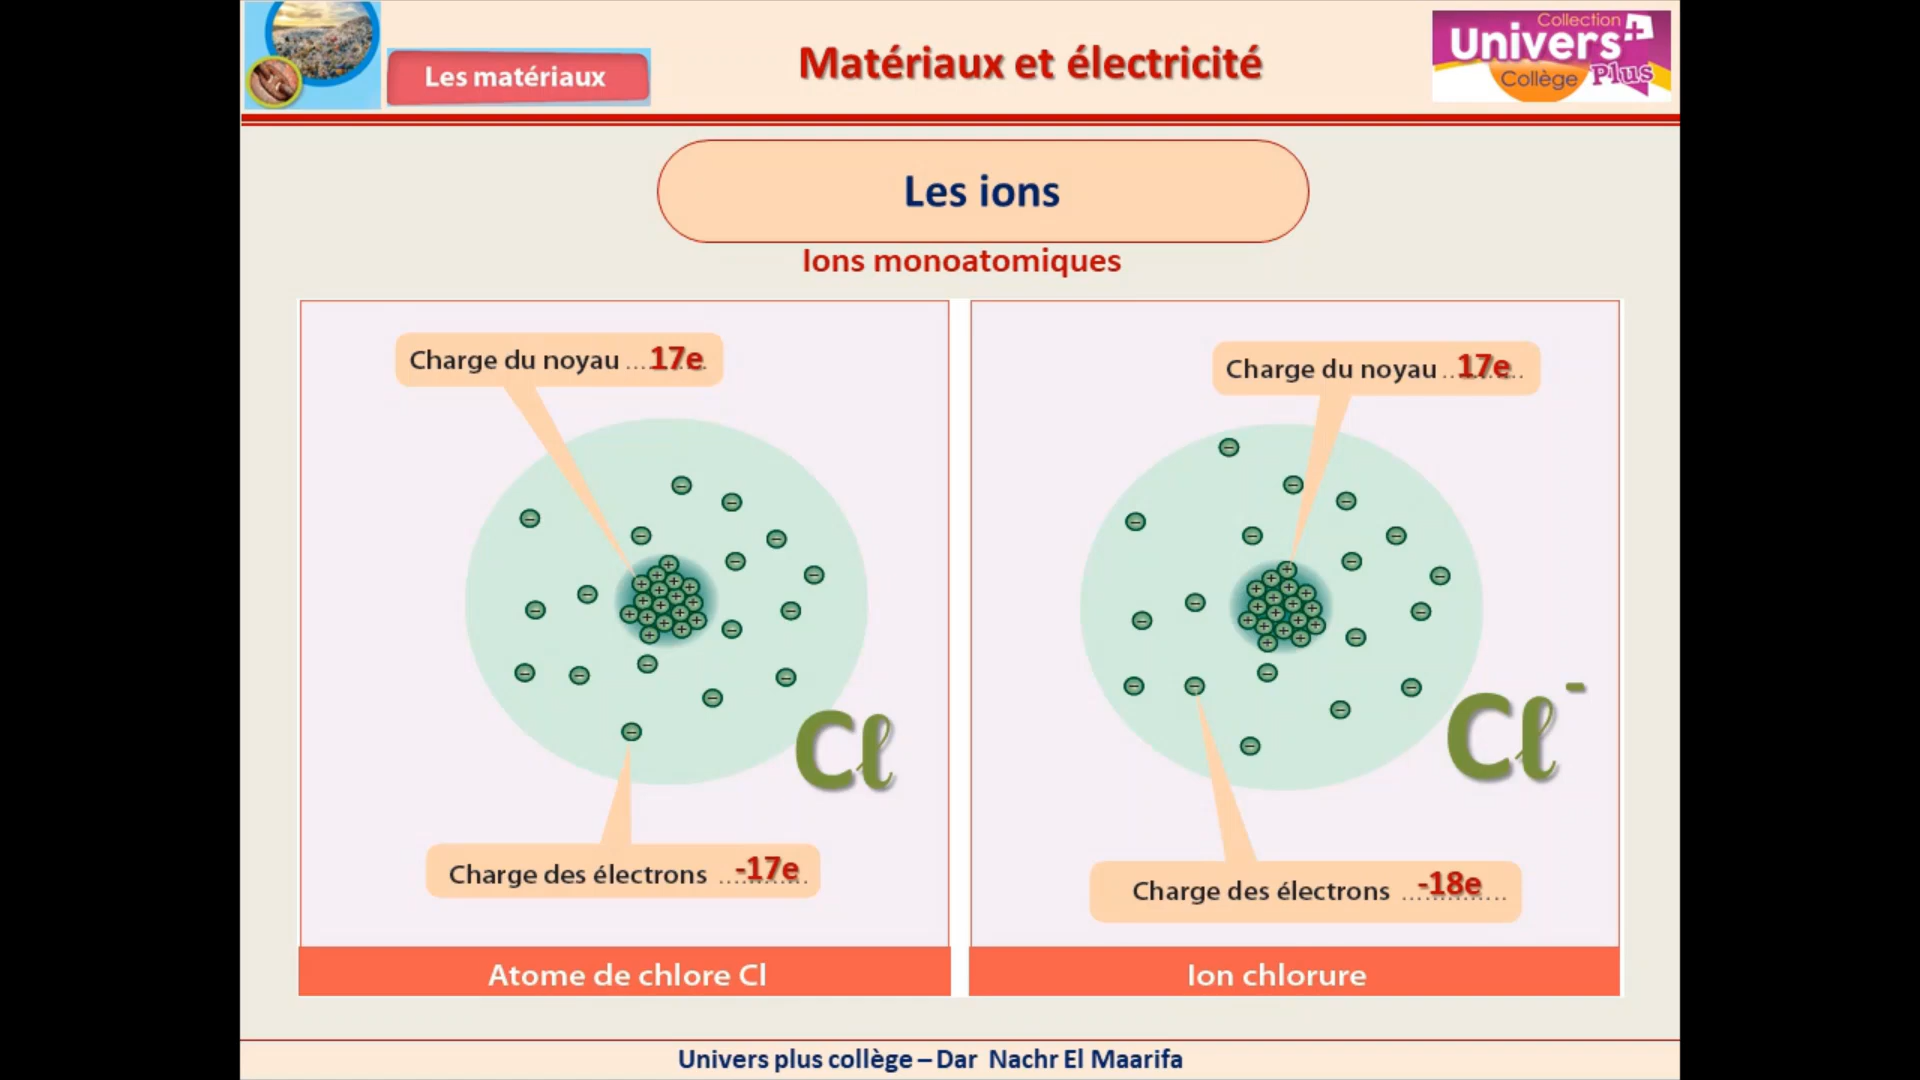 Les matériaux
Matériaux et électricité
Collection
Univers
Collège Plus
Les ions
Ions monoatomiques
Charge du noyau ... 17e
Charge du noyau ... 17e
Cℓ
Cℓ-
Charge des électrons ... -17e
Charge des électrons ... -18e
Atome de chlore Cl
Ion chlorure
Univers plus collège – Dar Nachr El Maarifa